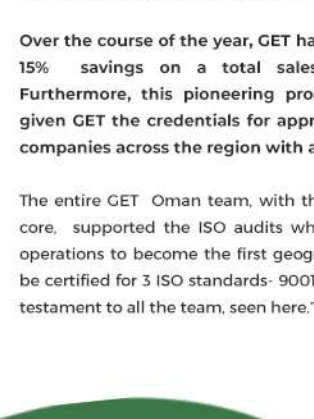 Over the course of the year, GET ha
15% savings on a total sales
Furthermore, this pioneering pro
given GET the credentials for appr
companies across the region with a
The entire GET Oman team, with th
core, supported the ISO audits wh
operations to become the first geog
be certified for 3 ISO standards- 9001
testament to all the team, seen here."